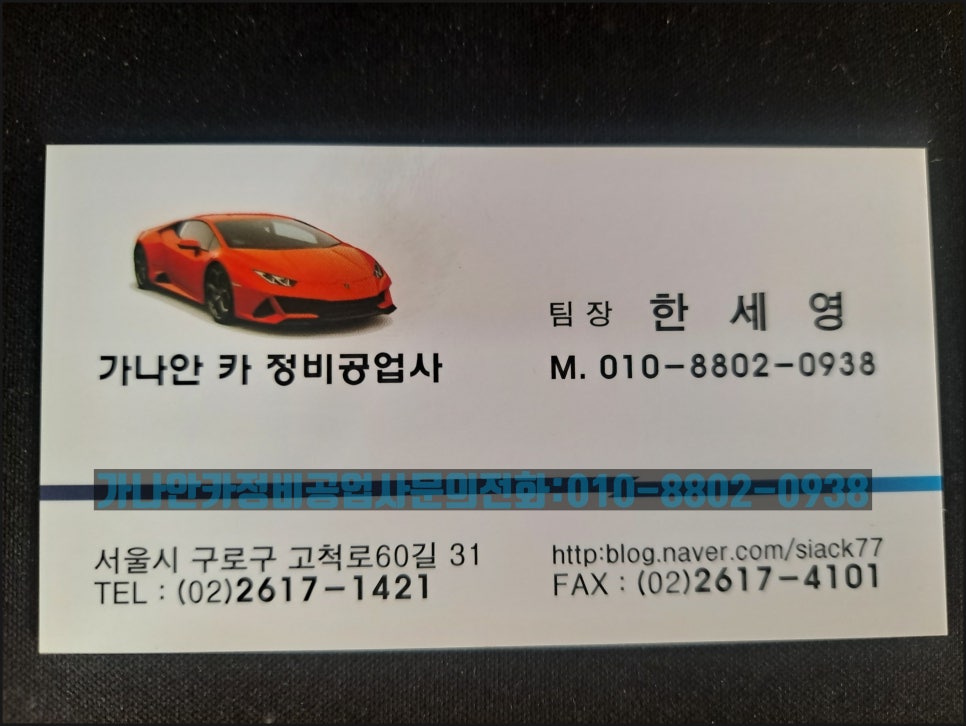 팀장 한 세 영
가나안 카 정비공업사
M. 010-8802-0938
가나안카정비공업사문의전화:010-8802-0938
서울시 구로구 고척로60길 31
http:blog.naver.com/siack77
TEL : (02)2617-1421
FAX : (02)2617-4101